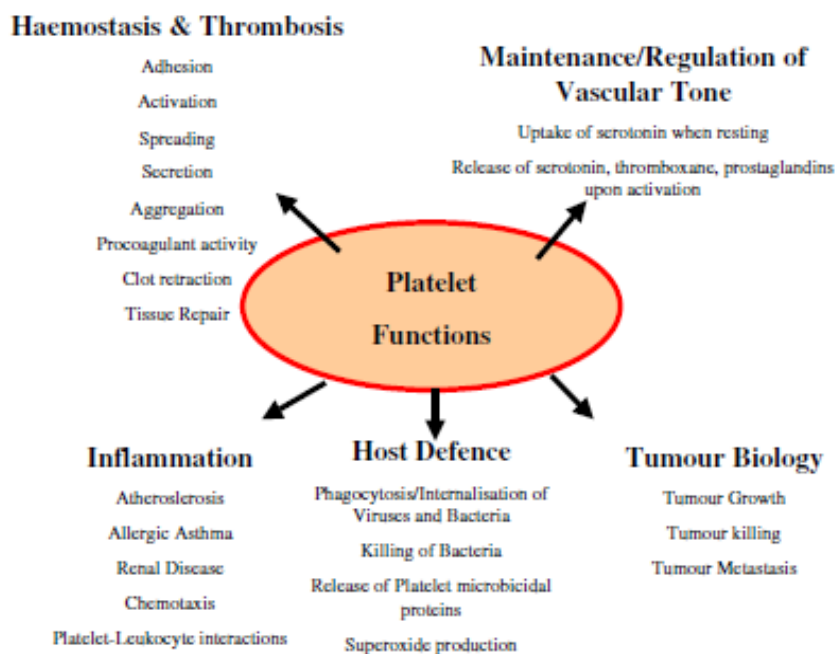 Haemostasis & Thrombosis
Adhesion
Activation
Spreading
Secretion
Aggregation
Procoagulant activity
Clot retraction
Tissue Repair
Maintenance/Regulation of
Vascular Tone
Uptake of serotonin when resting
Release of serotonin, thromboxane, prostaglandins
upon activation
Platelet
Functions
Inflammation
Atheroslerosis
Allergic Asthma
Renal Disease
Chemotaxis
Platelet-Leukocyte interactions
Host Defence
Phagocytosis/Internalisation of
Viruses and Bacteria
Killing of Bacteria
Release of Platelet microbicidal
proteins
Superoxide production
Tumour Biology
Tumour Growth
Tumour killing
Tumour Metastasis